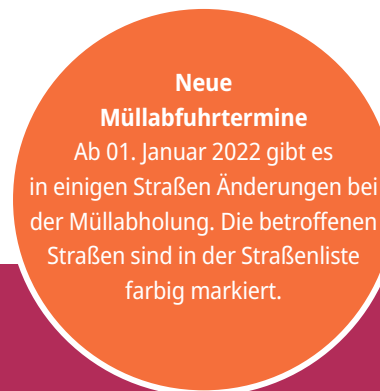 Neue
Müllabfuhrtermine
Ab 01. Januar 2022 gibt es
in einigen Straßen Änderungen bei
der Müllabholung. Die betroffenen
Straßen sind in der Straßenliste
farbig markiert.